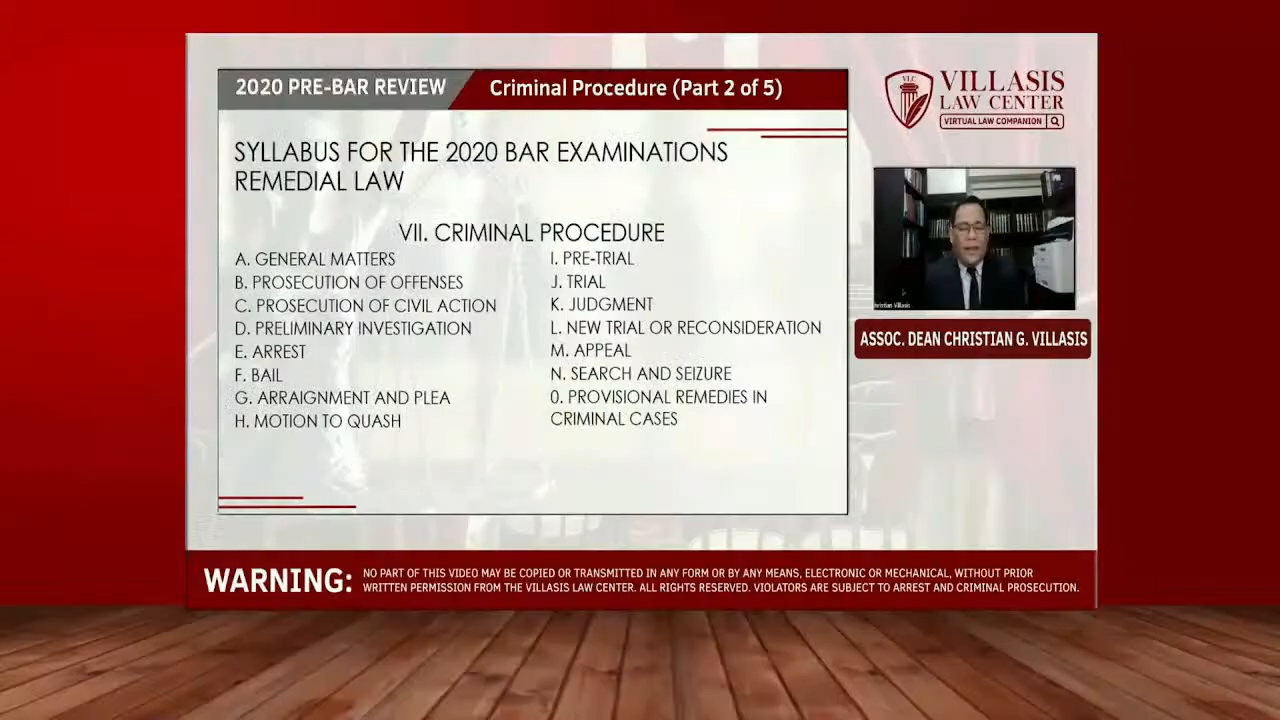 2020 PRE-BAR REVIEW
Criminal Procedure (Part 2 of 5)
VLC
VILLASIS
LAW CENTER
VIRTUAL LAW COMPANION
SYLLABUS FOR THE 2020 BAR EXAMINATIONS
REMEDIAL LAW
VII. CRIMINAL PROCEDURE
A. GENERAL MATTERS
B. PROSECUTION OF OFFENSES
C. PROSECUTION OF CIVIL ACTION
D. PRELIMINARY INVESTIGATION
E. ARREST
F. BAIL
G. ARRAIGNMENT AND PLEA
H. MOTION TO QUASH
I. PRE-TRIAL
J. TRIAL
K. JUDGMENT
L. NEW TRIAL OR RECONSIDERATION
M. APPEAL
N. SEARCH AND SEIZURE
0. PROVISIONAL REMEDIES IN
CRIMINAL CASES
hristian Villasis
ASSOC. DEAN CHRISTIAN G. VILLASIS
WARNING:
NO PART OF THIS VIDEO MAY BE COPIED OR TRANSMITTED IN ANY FORM OR BY ANY MEANS, ELECTRONIC OR MECHANICAL, WITHOUT PRIOR
WRITTEN PERMISSION FROM THE VILLASIS LAW CENTER. ALL RIGHTS RESERVED. VIOLATORS ARE SUBJECT TO ARREST AND CRIMINAL PROSECUTION.